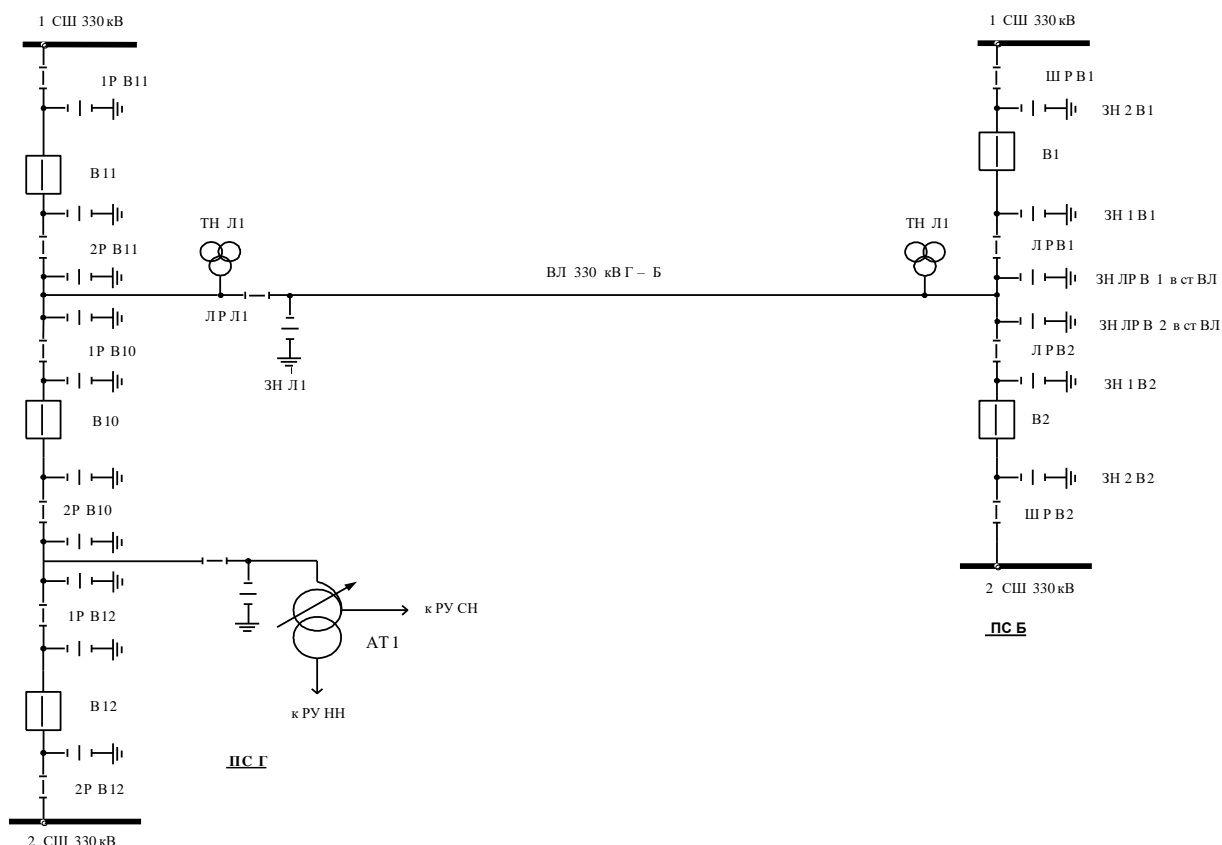 1 СШ 330 кВ
1Р В11
В11
2Р В11
ТН Л1
ЛР Л1
ЗН Л1
ВЛ 330 кВ Г – Б
1Р В10
В10
2Р В10
1Р В12
В12
2Р В12
2 СШ 330 кВ
к РУ СН
АТ1
к РУ НН
ПС Г
1 СШ 330 кВ
ШР В1
ЗН 2 В1
В1
ЗН 1 В1
ЛР В1
ТН Л1
ЗН ЛР В 1 в ст ВЛ
ЗН ЛР В 2 в ст ВЛ
ЛР В2
ЗН 1 В2
В2
ЗН 2 В2
ШР В2
2 СШ 330 кВ
ПС Б